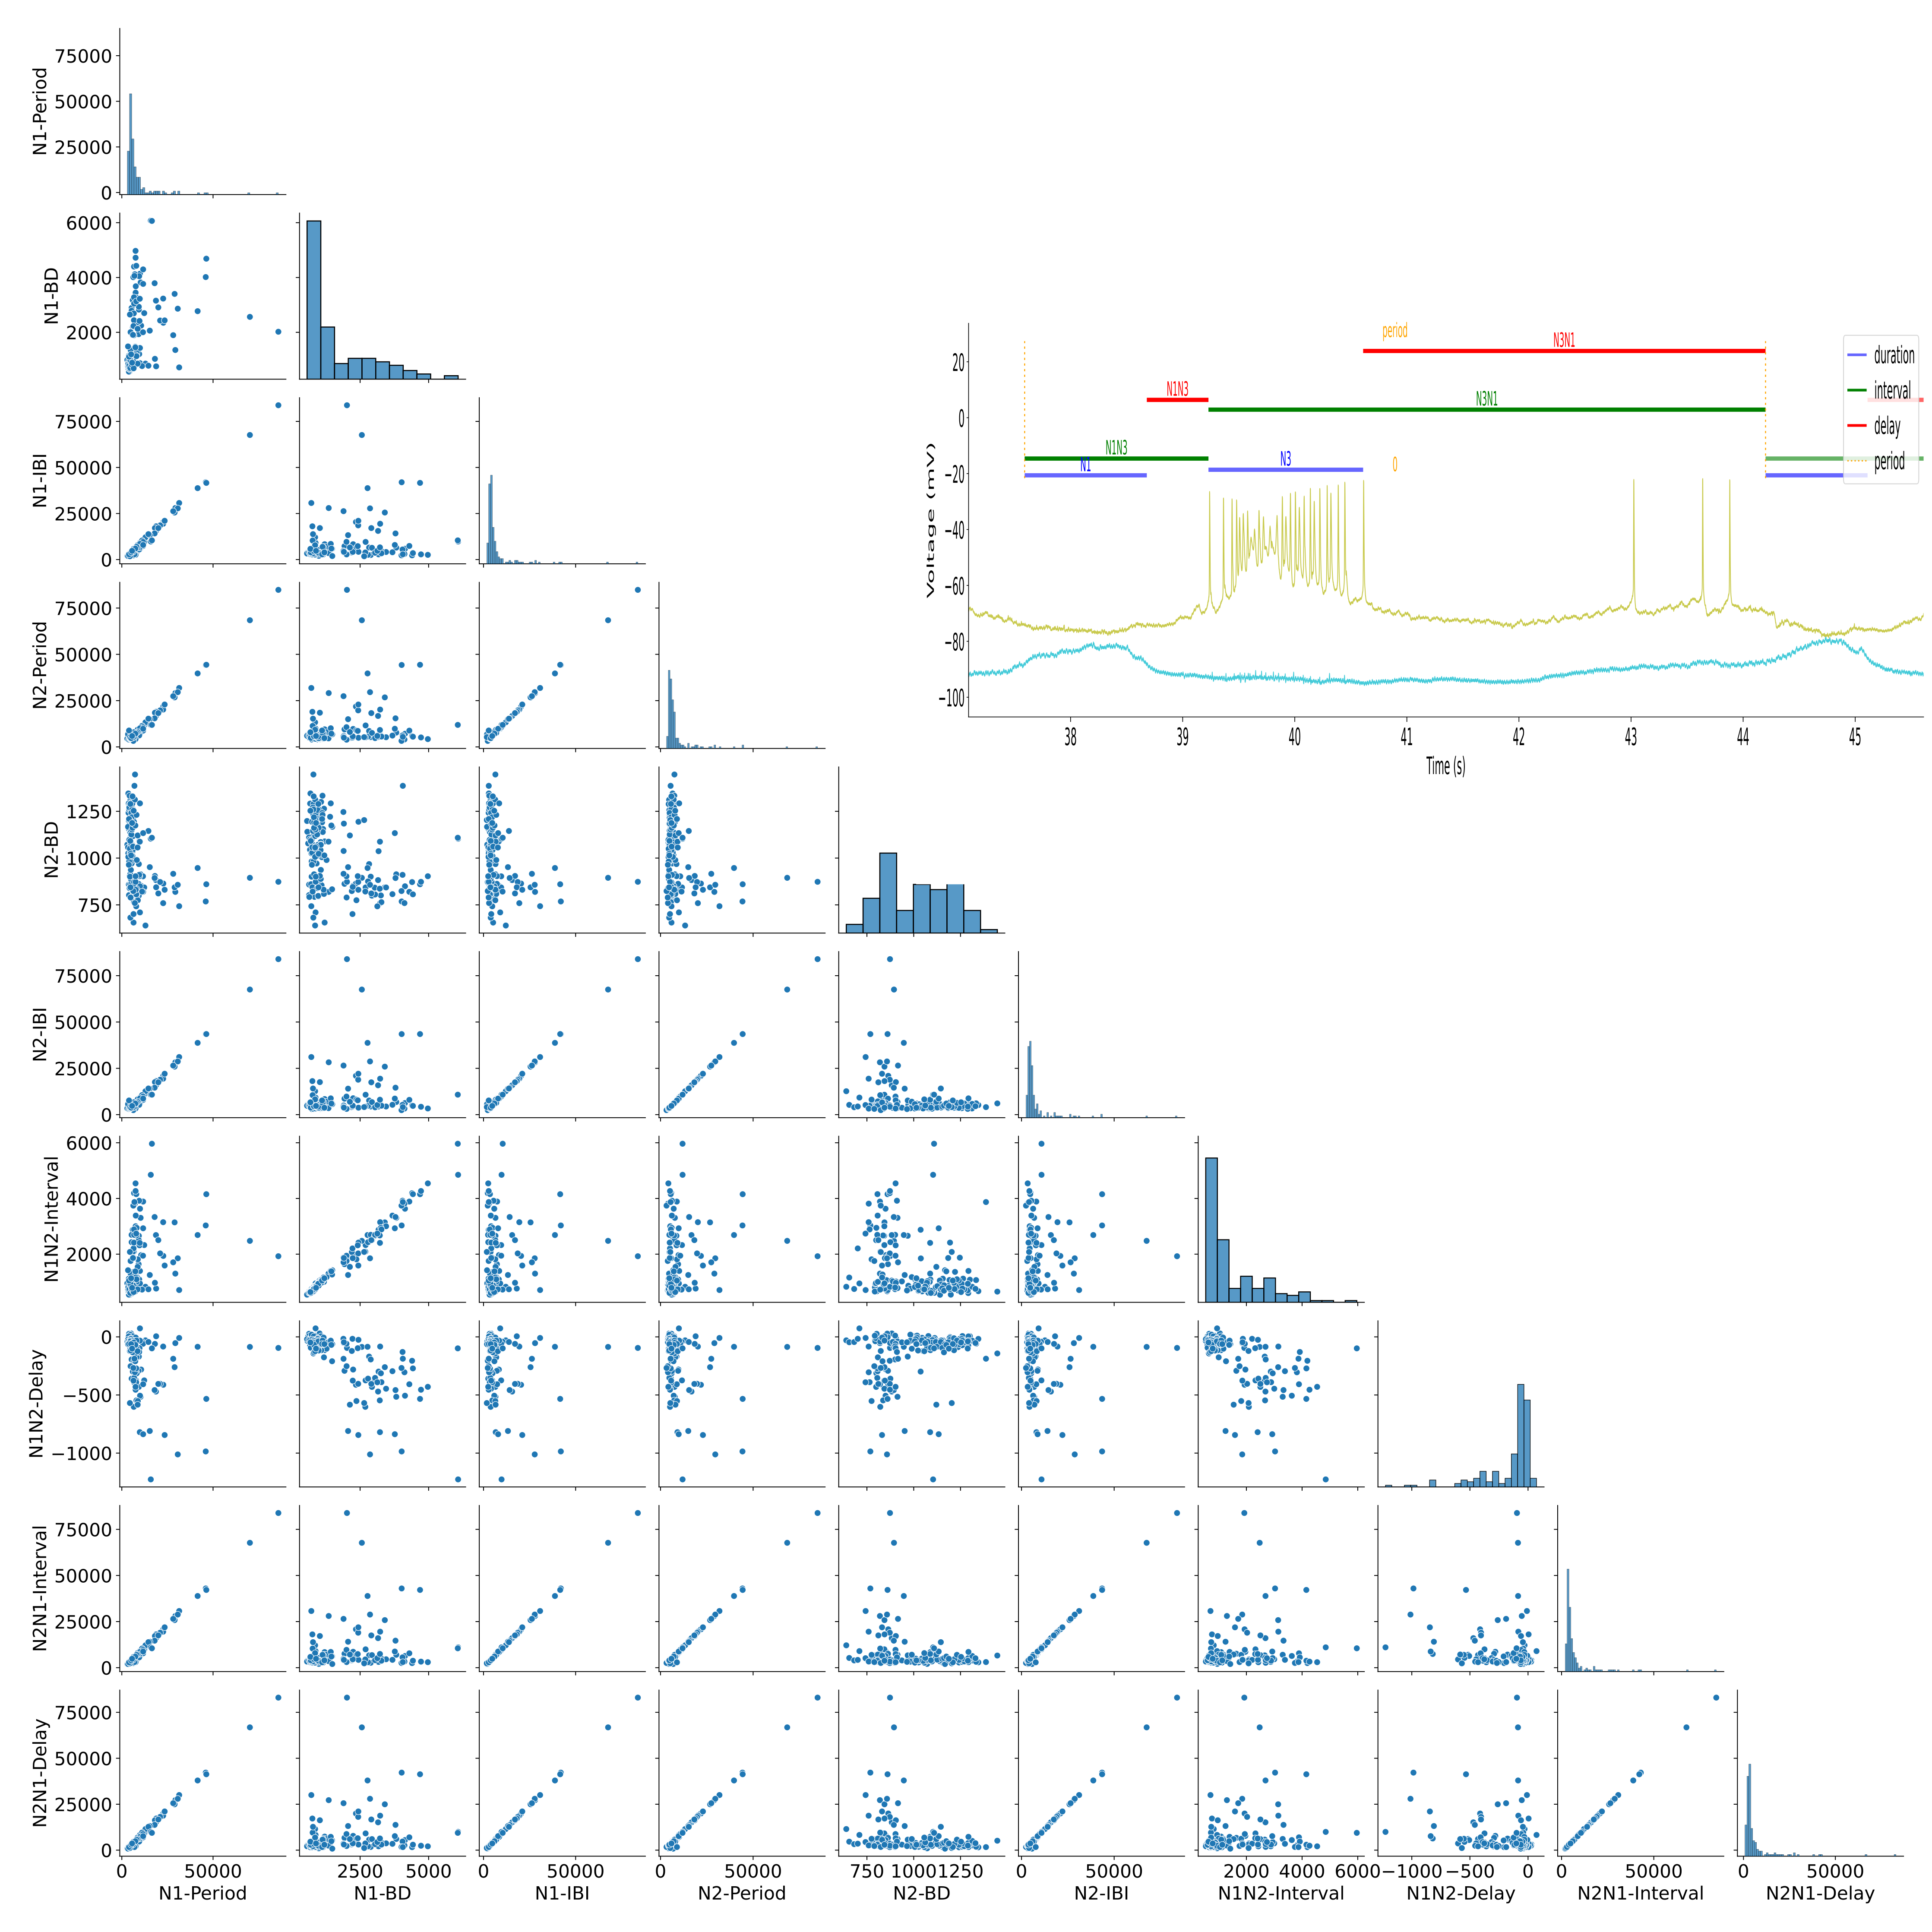 N1-Period
75000
50000
25000
0
N1-BD
6000
4000
2000
N1-IBI
75000
50000
25000
0
N2-Period
75000
50000
25000
0
N2-BD
1250
1000
750
N2-IBI
75000
50000
25000
0
N1N2-Interval
6000
4000
2000
N1N2-Delay
0
−500
−1000
N2N1-Interval
75000
50000
25000
0
N2N1-Delay
75000
50000
25000
0
0 50000
N1-Period
2500 5000
N1-BD
0 50000
N1-IBI
0 50000
N2-Period
750 1000 1250
N2-BD
0 50000
N2-IBI
2000 4000 6000
N1N2-Interval
−1000 −500 0
N1N2-Delay
0 50000
N2N1-Interval
0 50000
N2N1-Delay
period
N3N1
N1N3
N3N1
N1N3
N1
N3
0
duration
interval
delay
period
Voltage (mV)
20
0
−20
−40
−60
−80
−100
38 39 40 41 42 43 44 45
Time (s)